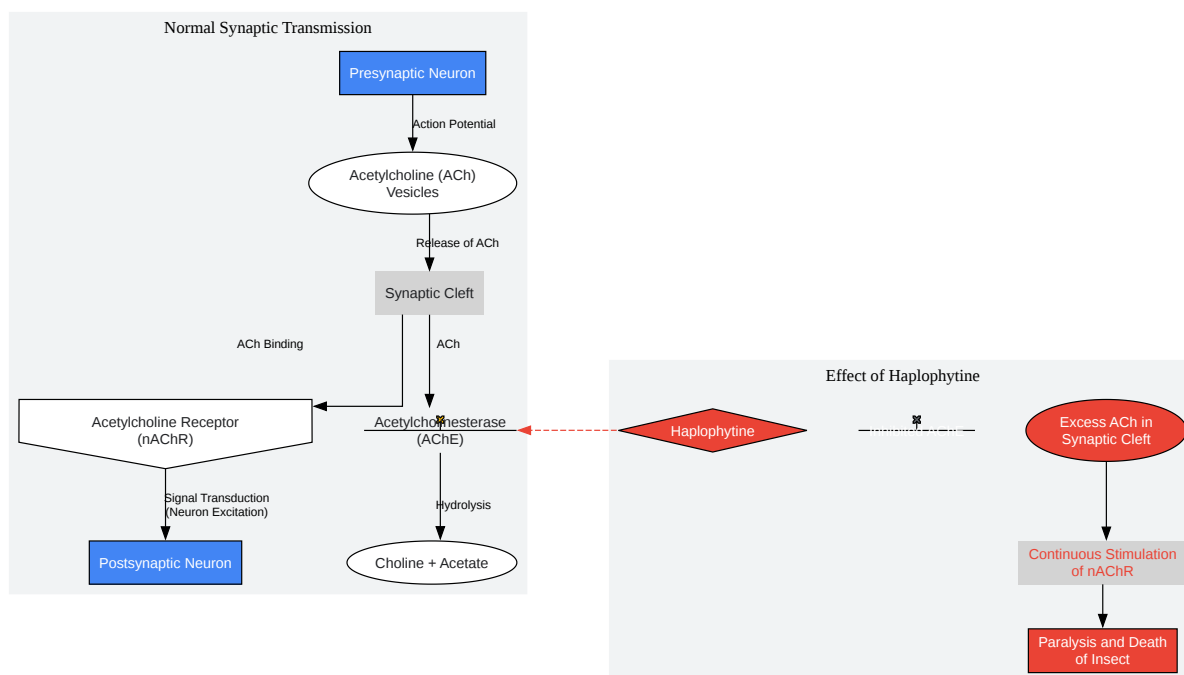 Normal Synaptic Transmission
Presynaptic Neuron
Action Potential
Acetylcholine (ACh)
Vesicles
Release of ACh
Synaptic Cleft
ACh Binding
ACh
Acetylcholinesterase
(AChE)
Acetylcholine Receptor
(nAChR)
Signal Transduction
(Neuron Excitation)
Hydrolysis
Postsynaptic Neuron
Choline + Acetate
Effect of Haplophytine
Haplophytine
Inhibited AChE
Excess ACh in
Synaptic Cleft
Continuous Stimulation
of nAChR
Paralysis and Death
of Insect